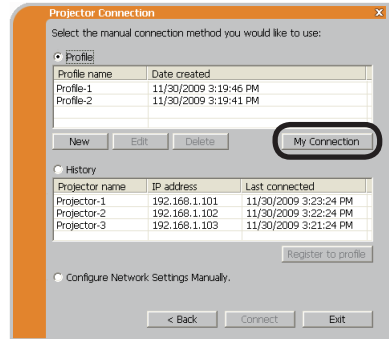 Projector Connection X
Select the manual connection method you would like to use:
Profile
Profile name Date created
Profile-1 11/30/2009 3:19:46 PM
Profile-2 11/30/2009 3:19:41 PM
New Edit Delete My Connection
History
Projector name IP address Last connected
Projector-1 192.168.1.101 11/30/2009 3:23:24 PM
Projector-2 192.168.1.102 11/30/2009 3:22:24 PM
Projector-3 192.168.1.103 11/30/2009 3:21:24 PM
Register to profile
Configure Network Settings Manually.
< Back Connect Exit